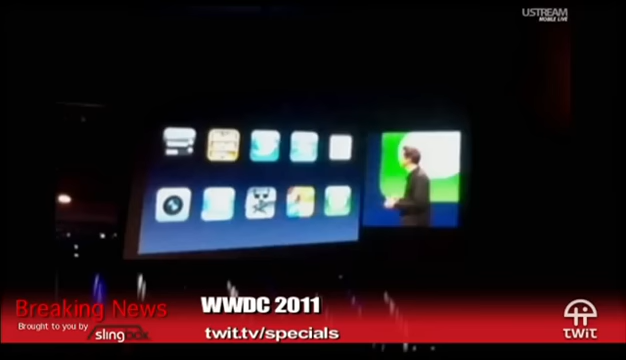 USTREAM
MOBILE LIVE
Breaking News
Brought to you by slingbox
WWDC 2011
twit.tv/specials
TWiT